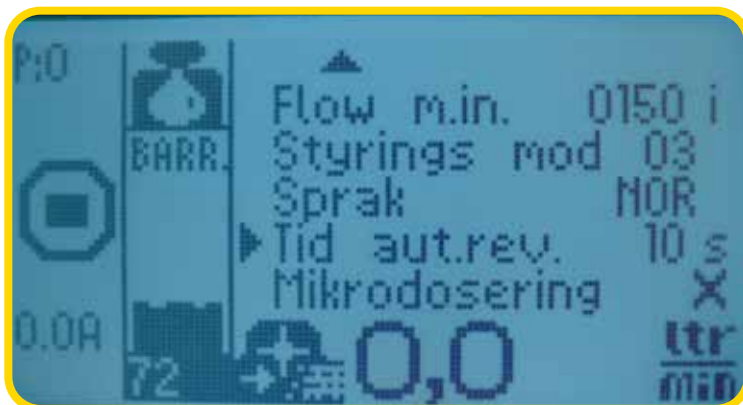 P:0
BARR.
0.0A
72
Flow m.in. 0150 i
Styrings mod 03
Sprak NOR
Tid aut.rev. 10 s
Mikrodosering X
0,0 ltr/min